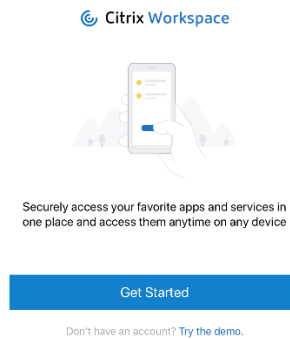 Citrix Workspace
Securely access your favorite apps and services in
one place and access them anytime on any device
Get Started
Don't have an account? Try the demo.